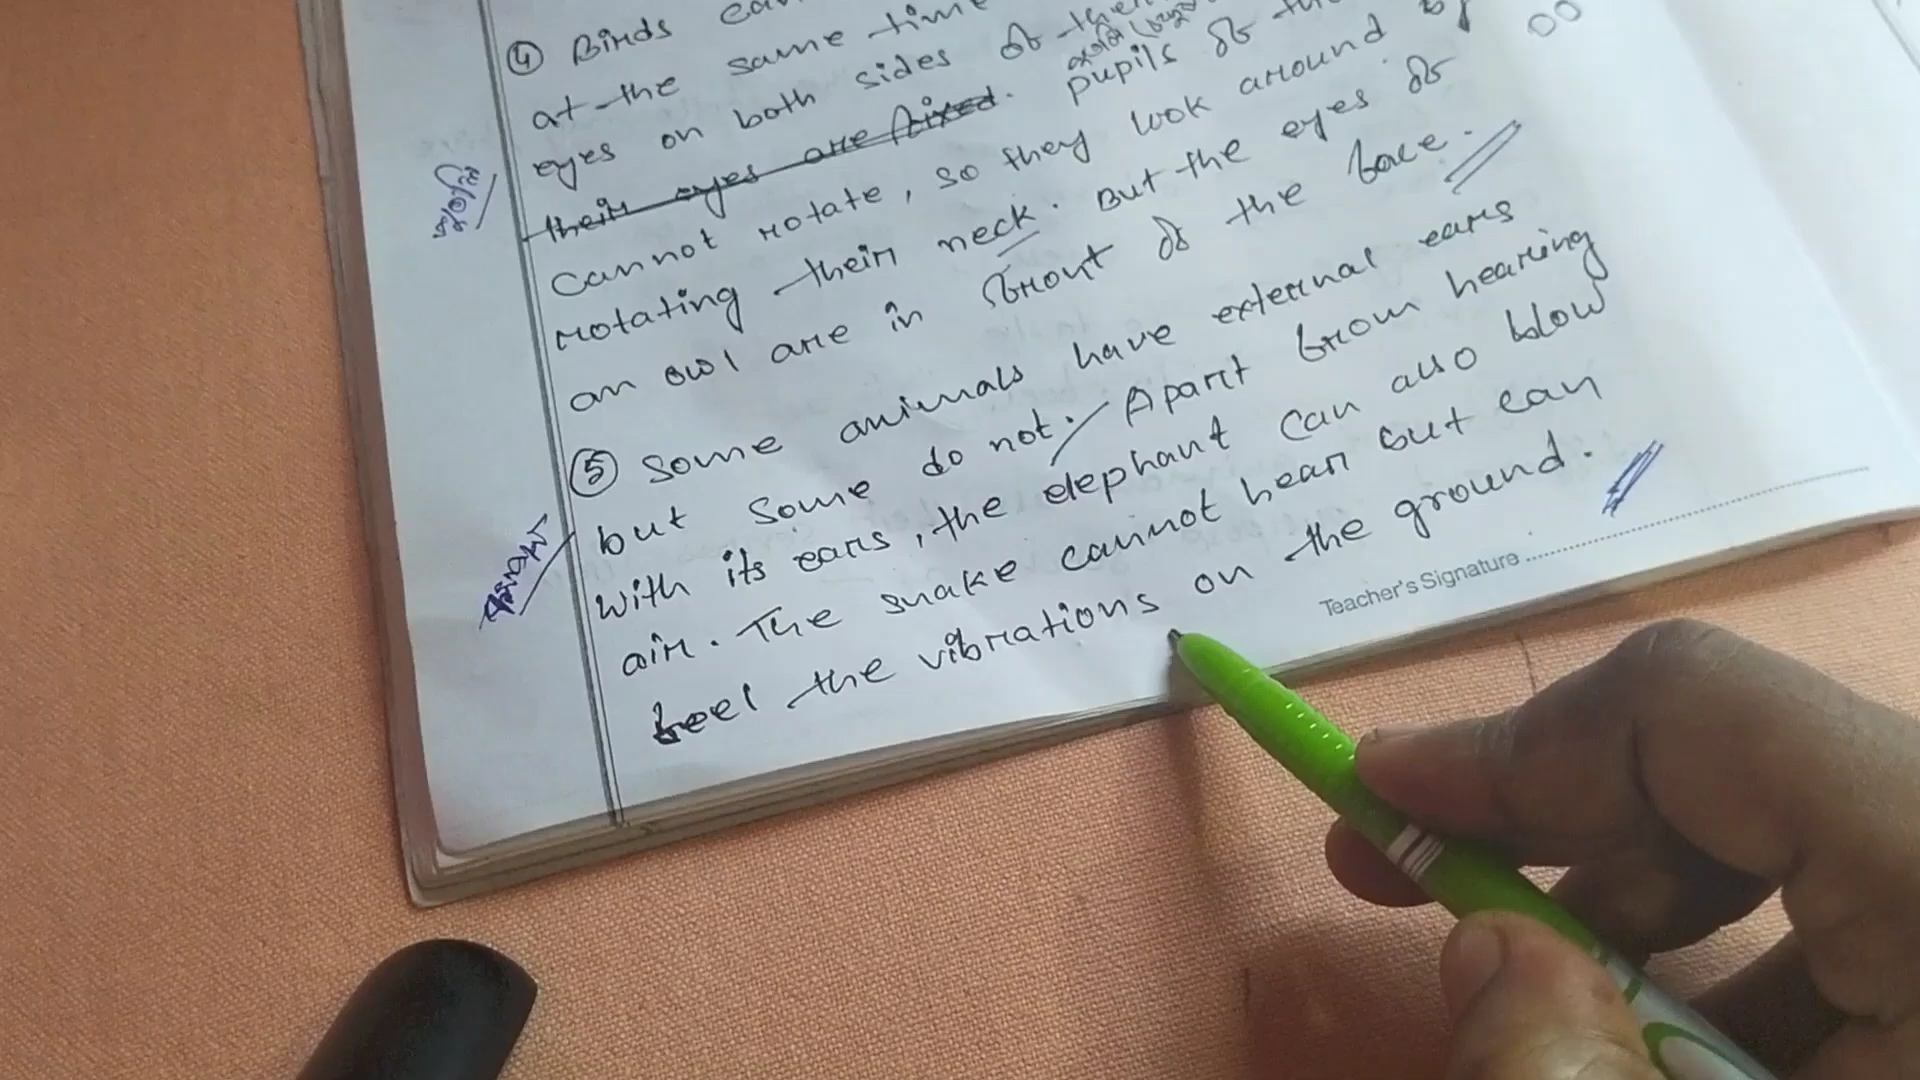 ④ Birds can
at the same time
eyes on both sides of their
their eyes are fixed. pupils of the
cannot rotate, so they look around by
rotating their neck. But the eyes of
an owl are in front of the face.
⑤ Some animals have external ears
but some do not. Apart from hearing
with its ears, the elephant can also blow
air. The snake cannot hear but can
feel the vibrations on the ground.
Teacher's Signature